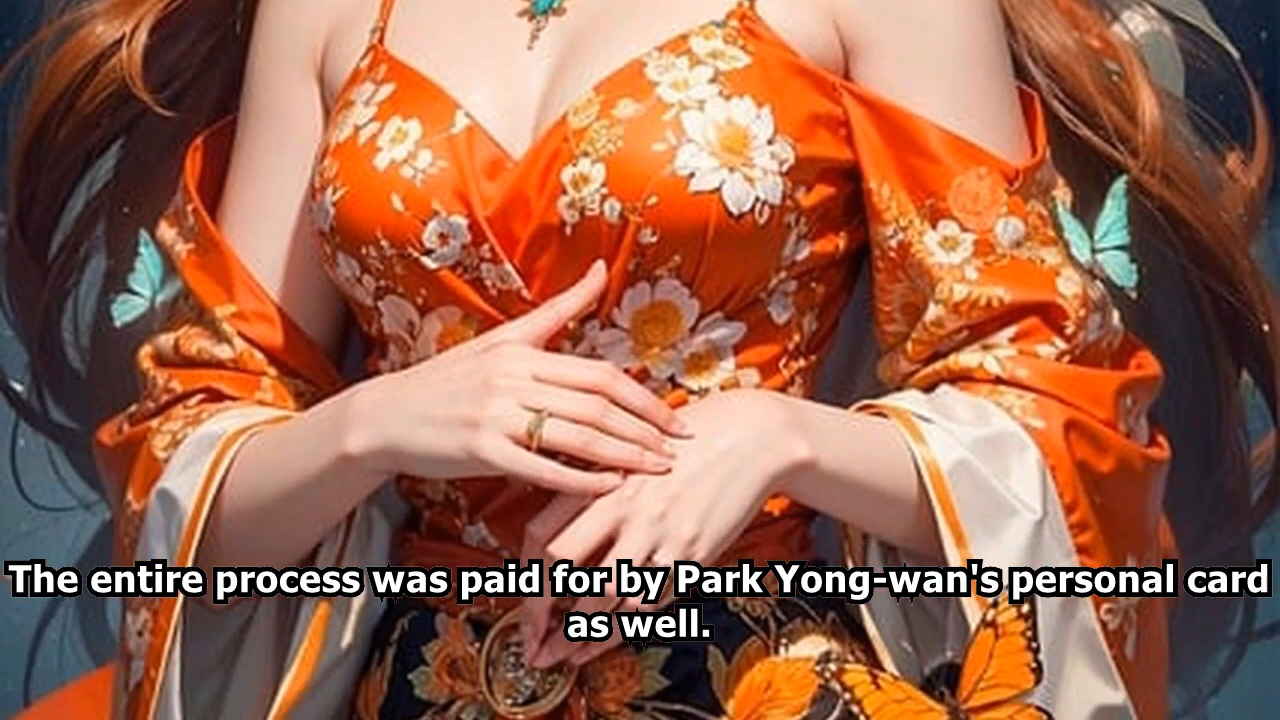 The entire process was paid for by Park Yong-wan's personal card
as well.